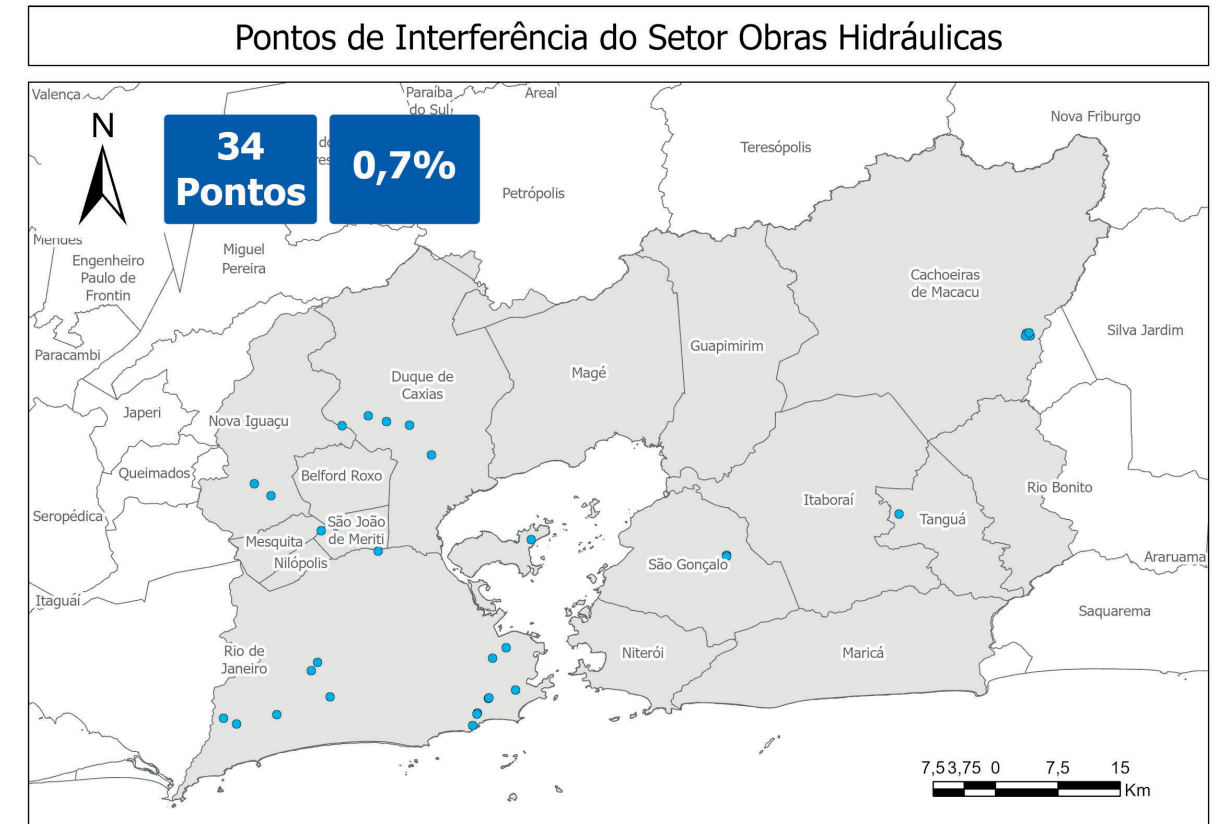 Pontos de Interferência do Setor Obras Hidráulicas
Valença
Paraíba
do Sul
Areal
Nova Friburgo
N
34
Pontos
0,7%
Teresópolis
Petrópolis
Mendes
Miguel
Pereira
Engenheiro
Paulo de
Frontin
Cachoeiras
de Macacu
Silva Jardim
Paracambi
Guapimirim
Magé
Duque de
Caxias
Japeri
Nova Iguaçu
Queimados
Belford Roxo
Rio Bonito
Itaboraí
Seropédica
São João
de Meriti
Tanguá
Mesquita
Nilópolis
São Gonçalo
Araruama
Itaguaí
Saquarema
Rio de
Janeiro
Niterói
Maricá
7,5 3,75 0 7,5 15
Km